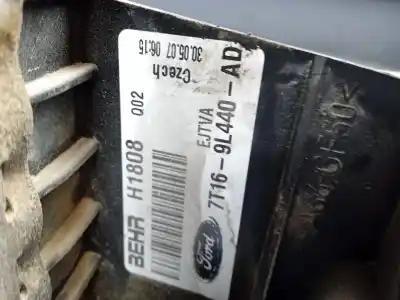 BEHR H1808 002
Ford 7T16-9L440-AD
EJTVA
Czech
30.05.07 06:15